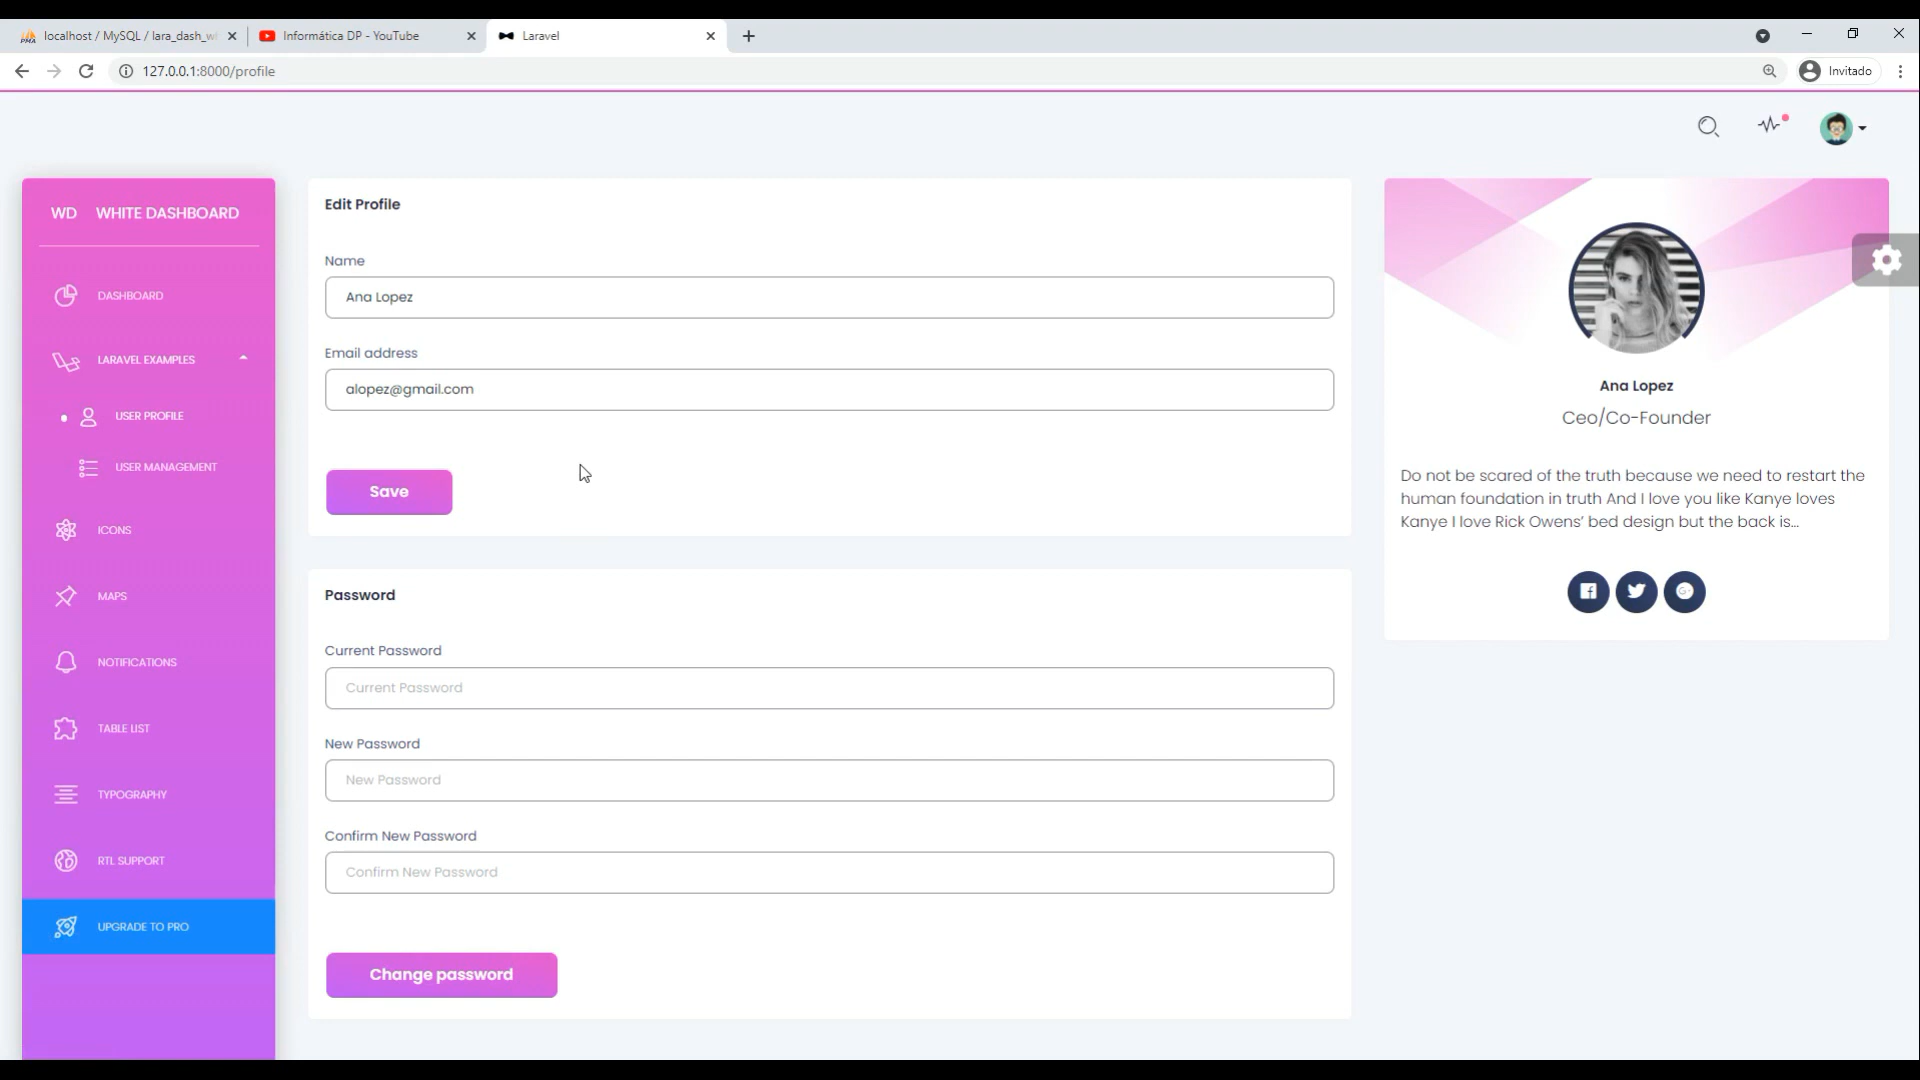 localhost / MySQL / lara_dash_w
Informática DP - YouTube
Laravel
127.0.0.1:8000/profile
Invitado
WD WHITE DASHBOARD
DASHBOARD
LARAVEL EXAMPLES
USER PROFILE
USER MANAGEMENT
ICONS
MAPS
NOTIFICATIONS
TABLE LIST
TYPOGRAPHY
RTL SUPPORT
UPGRADE TO PRO
Edit Profile
Name
Ana Lopez
Email address
alopez@gmail.com
Save
Password
Current Password
Current Password
New Password
New Password
Confirm New Password
Confirm New Password
Change password
Ana Lopez
Ceo/Co-Founder
Do not be scared of the truth because we need to restart the
human foundation in truth And I love you like Kanye loves
Kanye I love Rick Owens' bed design but the back is...